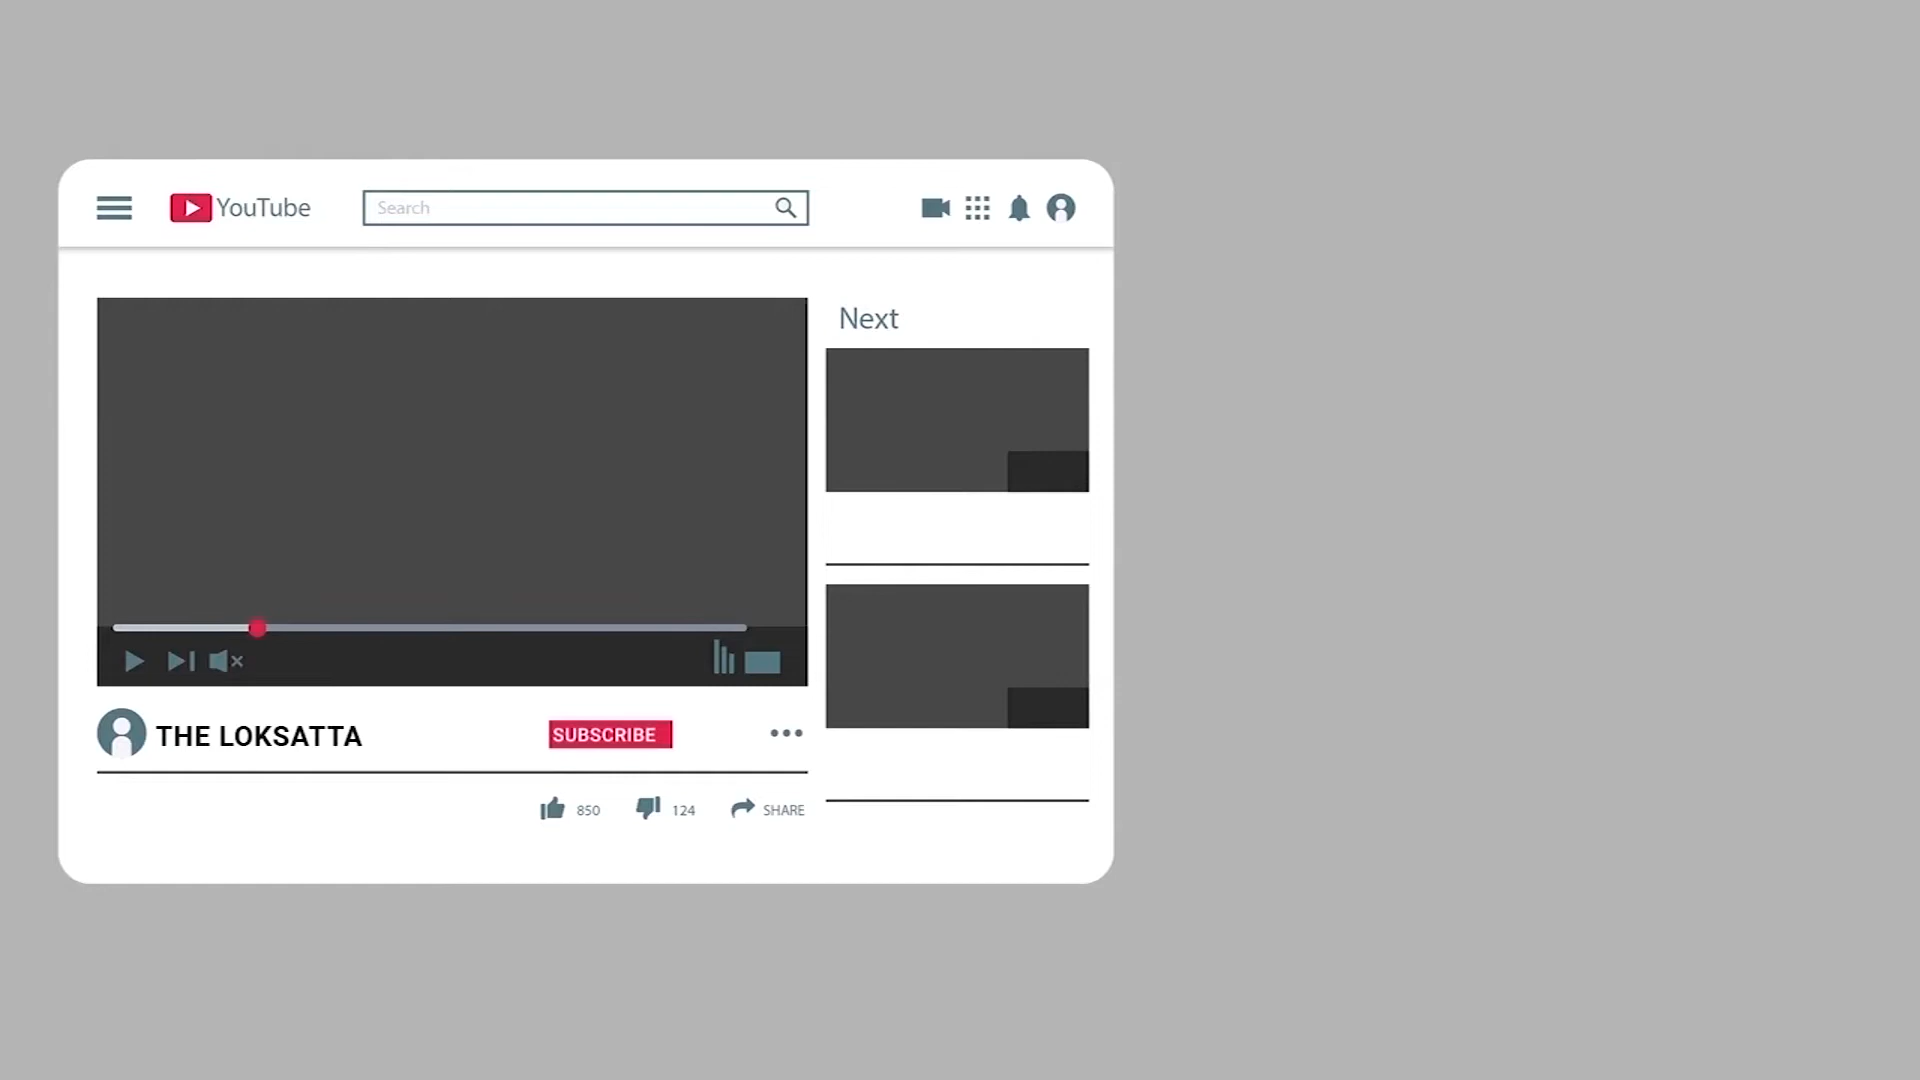 YouTube
Search
Next
THE LOKSATTA
SUBSCRIBE
850
124
SHARE